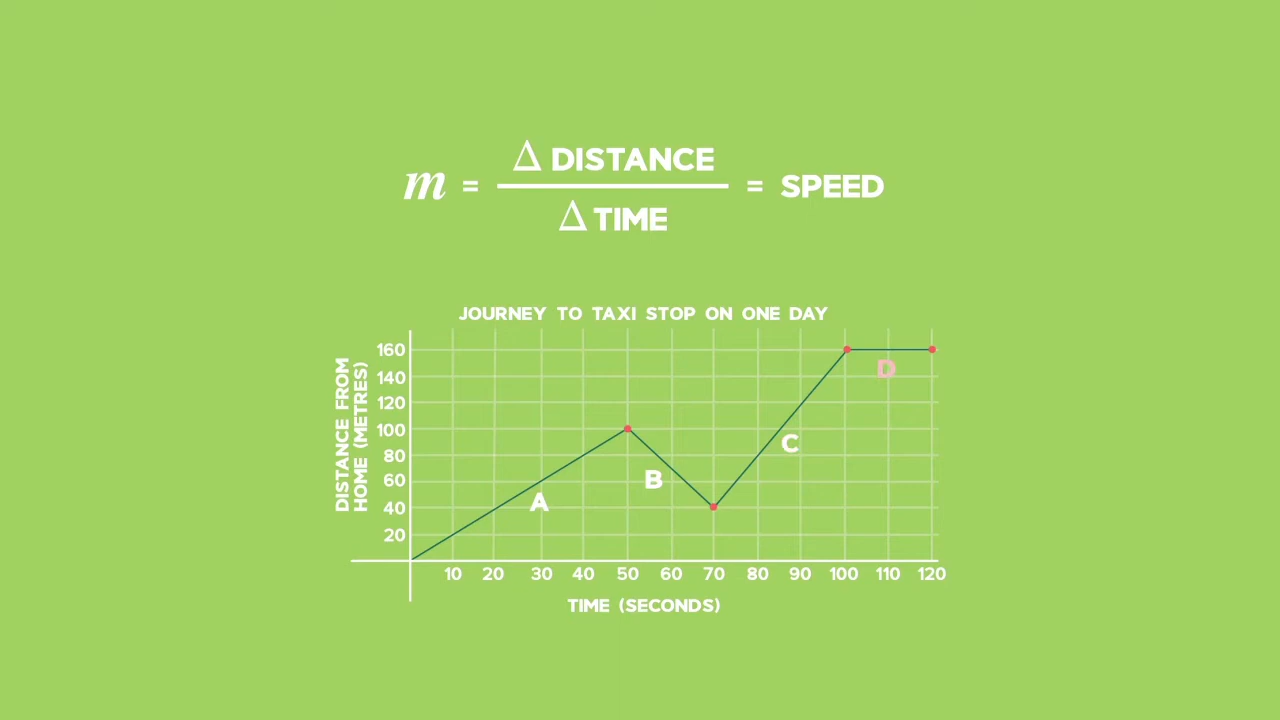 m = Δ DISTANCE / Δ TIME = SPEED
JOURNEY TO TAXI STOP ON ONE DAY
DISTANCE FROM
HOME (METRES)
160
140
120
100
80
60
40
20
A
B
C
D
10 20 30 40 50 60 70 80 90 100 110 120
TIME (SECONDS)